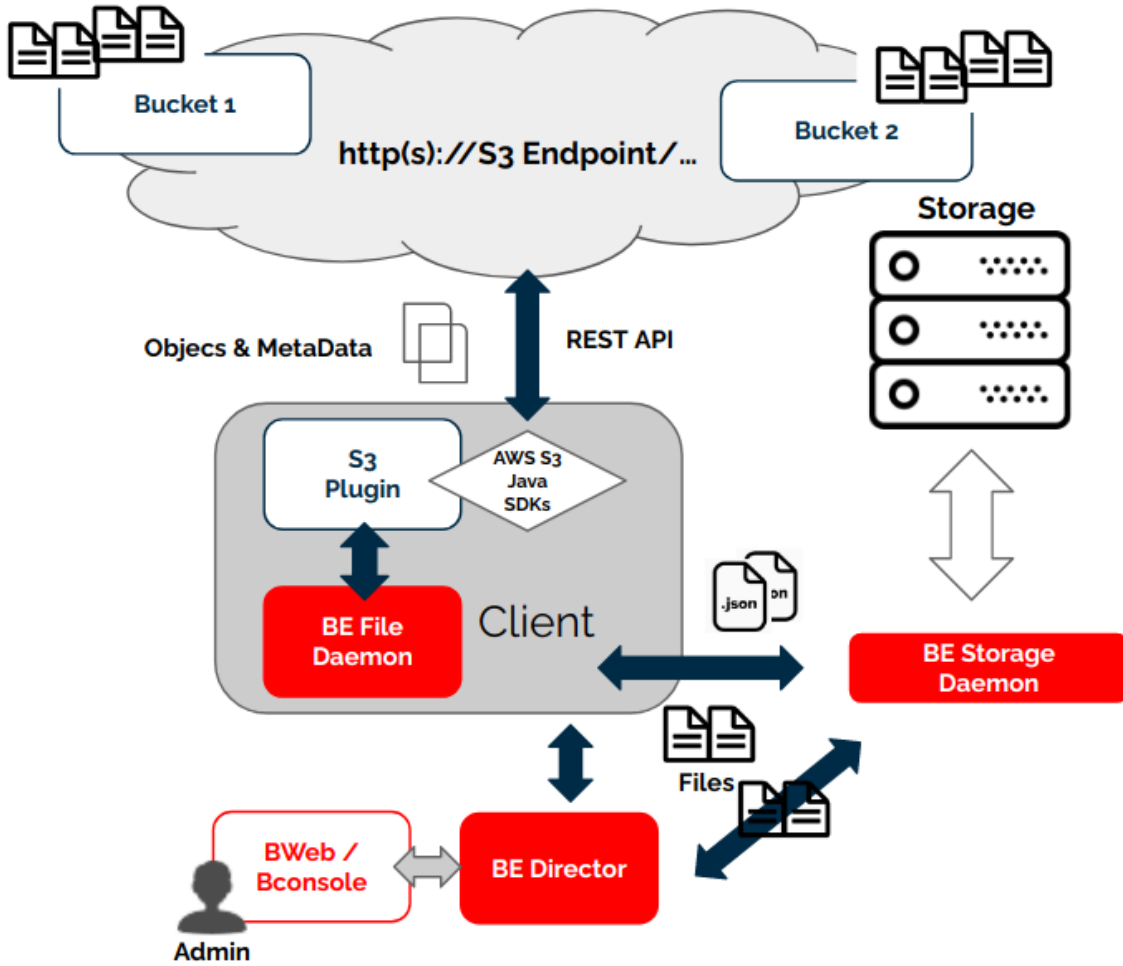 Bucket 1
Bucket 2
http(s)://S3 Endpoint/...
Storage
Objecs & MetaData
REST API
S3
Plugin
AWS S3
Java
SDKs
BE File
Daemon
Client
.json
on
BE Storage
Daemon
Files
BWeb /
Bconsole
BE Director
Admin